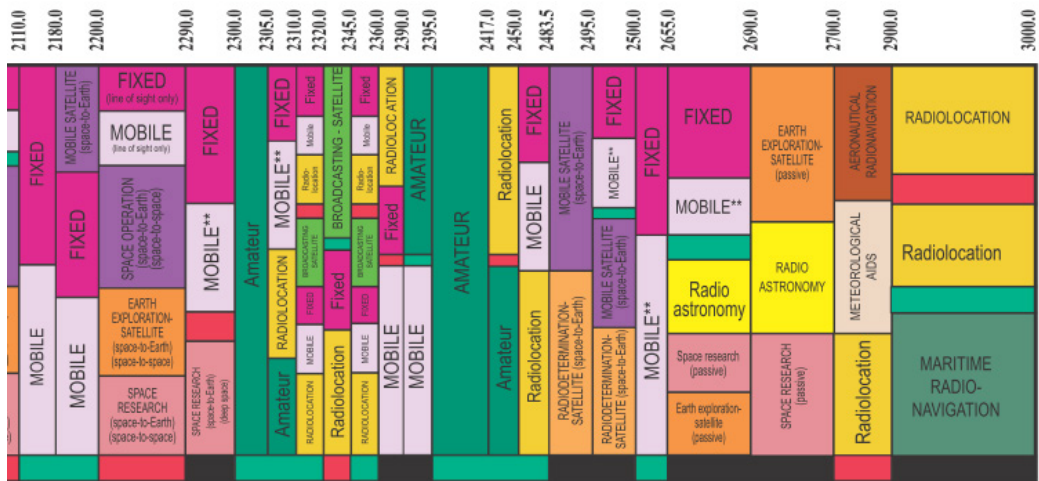 2110.0
2180.0
2200.0
2290.0
2300.0
2305.0
2310.0
2320.0
2345.0
2360.0
2390.0
2395.0
2417.0
2450.0
2483.5
2495.0
2500.0
2655.0
2690.0
2700.0
2900.0
3000.0
FIXED
MOBILE
MOBILE SATELLITE
(space-to-Earth)
FIXED
MOBILE
FIXED
(line of sight only)
MOBILE
(line of sight only)
SPACE OPERATION
(space-to-Earth)
(space-to-space)
EARTH
EXPLORATION-
SATELLITE
(space-to-Earth)
(space-to-space)
SPACE
RESEARCH
(space-to-Earth)
(space-to-space)
FIXED
MOBILE**
SPACE RESEARCH
(space-to-Earth)
(deep space)
Amateur
FIXED
MOBILE**
RADIOLOCATION
Amateur
Fixed
Mobile
Radio-
location
BROADCASTING
SATELLITE
FIXED
MOBILE
RADIOLOCATION
BROADCASTING - SATELLITE
Fixed
Radiolocation
Fixed
Mobile
Radio-
location
BROADCASTING
SATELLITE
FIXED
MOBILE
RADIOLOCATION
RADIOLOCATION
Fixed
MOBILE
AMATEUR
MOBILE
AMATEUR
Radiolocation
Amateur
FIXED
MOBILE
Radiolocation
MOBILE SATELLITE
(space-to-Earth)
RADIODETERMINATION-
SATELLITE (space-to-Earth)
FIXED
MOBILE**
MOBILE SATELLITE
(space-to-Earth)
RADIODETERMINATION-
SATELLITE (space-to-Earth)
FIXED
MOBILE**
FIXED
MOBILE**
Radio
astronomy
Space research
(passive)
Earth exploration-
satellite
(passive)
EARTH
EXPLORATION-
SATELLITE
(passive)
RADIO
ASTRONOMY
SPACE RESEARCH
(passive)
AERONAUTICAL
RADIONAVIGATION
METEOROLOGICAL
AIDS
Radiolocation
RADIOLOCATION
Radiolocation
MARITIME
RADIO-
NAVIGATION